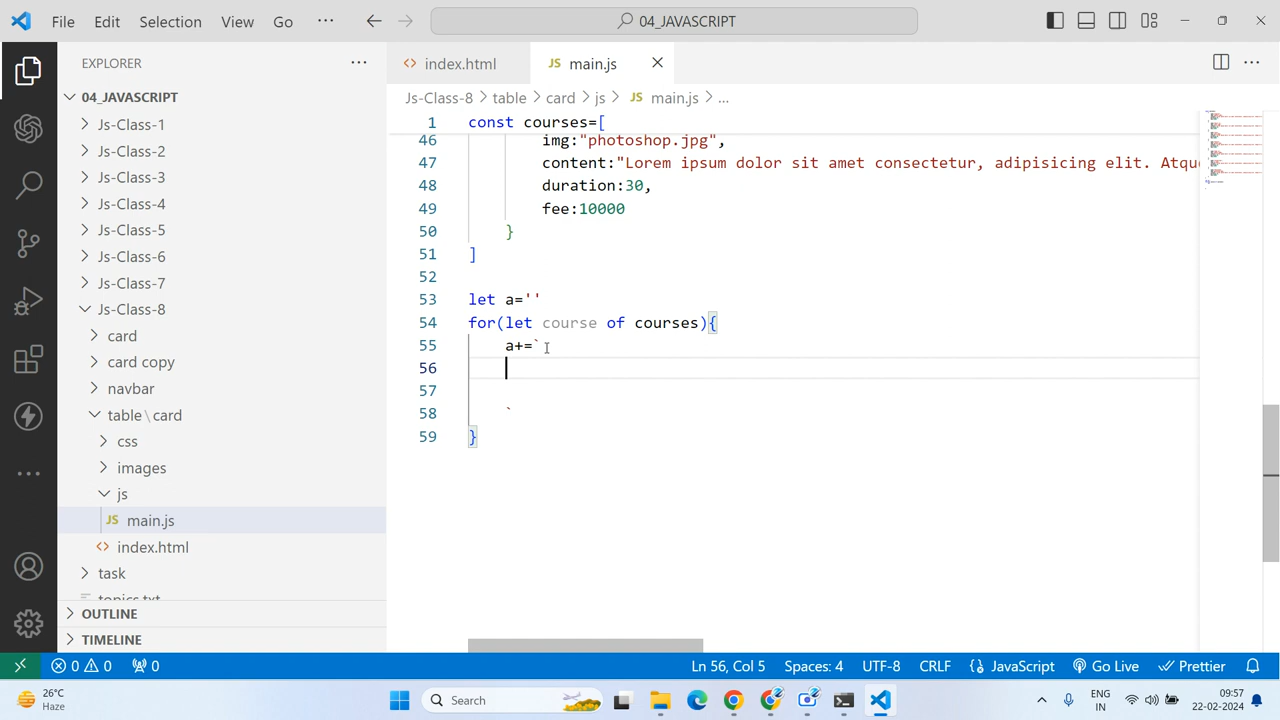 File Edit Selection View Go ··· 04_JAVASCRIPT
EXPLORER ···
04_JAVASCRIPT
Js-Class-1
Js-Class-2
Js-Class-3
Js-Class-4
Js-Class-5
Js-Class-6
Js-Class-7
Js-Class-8
card
card copy
navbar
table\card
css
images
js
JS main.js
<> index.html
task
topics.txt
OUTLINE
TIMELINE
<> index.html JS main.js
Js-Class-8 > table > card > js > JS main.js > ...
1 const courses=[
46 img:"photoshop.jpg",
47 content:"Lorem ipsum dolor sit amet consectetur, adipisicing elit. Atqu
48 duration:30,
49 fee:10000
50 }
51 ]
52
53 let a=''
54 for(let course of courses){
55 a+=`
56
57
58 `
59 }
0 0 0 Ln 56, Col 5 Spaces: 4 UTF-8 CRLF {} JavaScript Go Live Prettier
26°C
Haze
Search
ENG
IN
09:57
22-02-2024